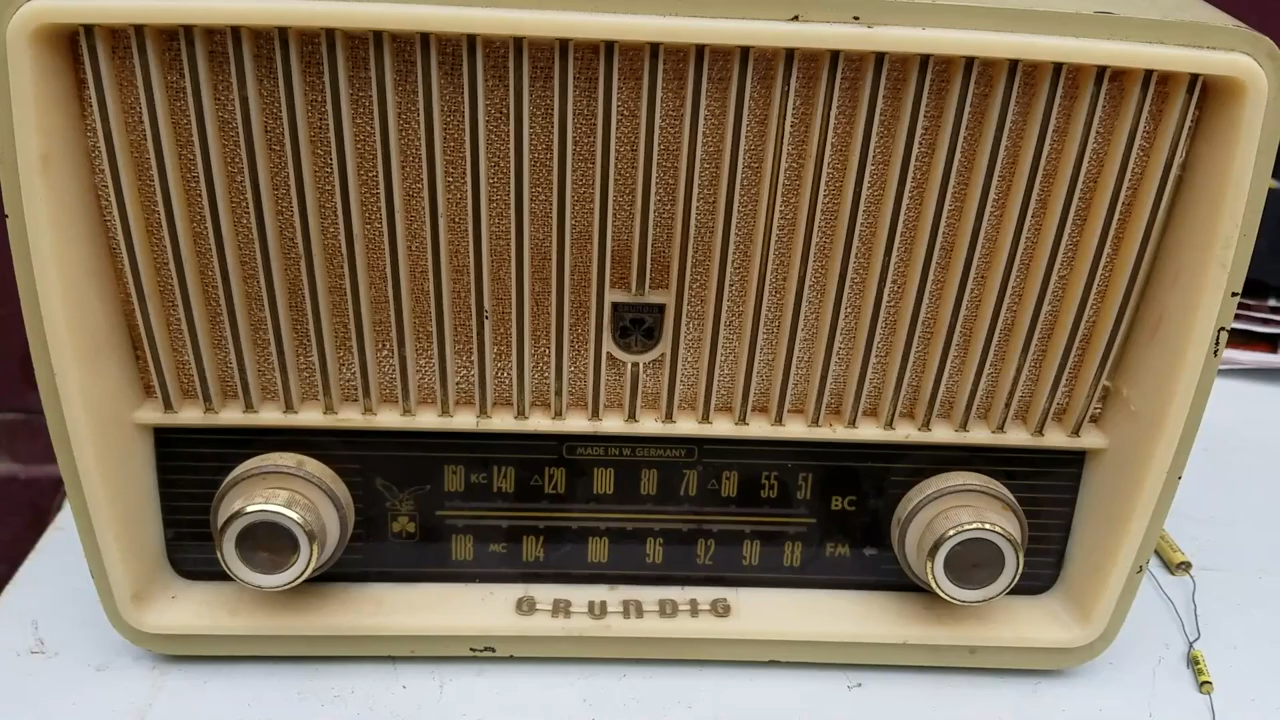 GRUNDIG
MADE IN W. GERMANY
160 KC 140 △120 100 80 70 △60 55 51 BC
108 MC 104 100 96 92 90 88 FM
GRUNDIG